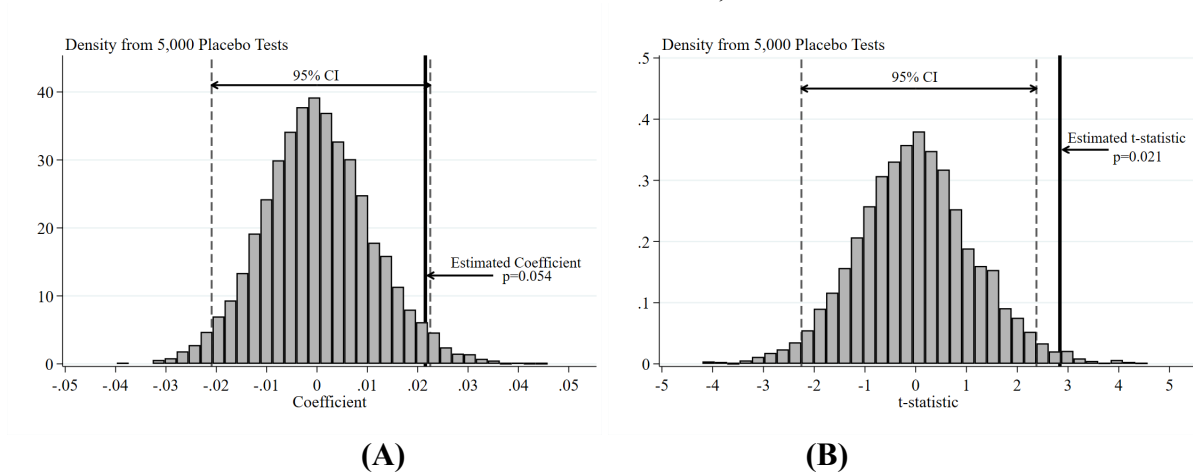 Density from 5,000 Placebo Tests
95% CI
40
30
20
10
0
Estimated Coefficient
p=0.054
-.05 -.04 -.03 -.02 -.01 0 .01 .02 .03 .04 .05
Coefficient
(A)
Density from 5,000 Placebo Tests
.5
95% CI
.4
.3
.2
.1
0
Estimated t-statistic
p=0.021
-5 -4 -3 -2 -1 0 1 2 3 4 5
t-statistic
(B)